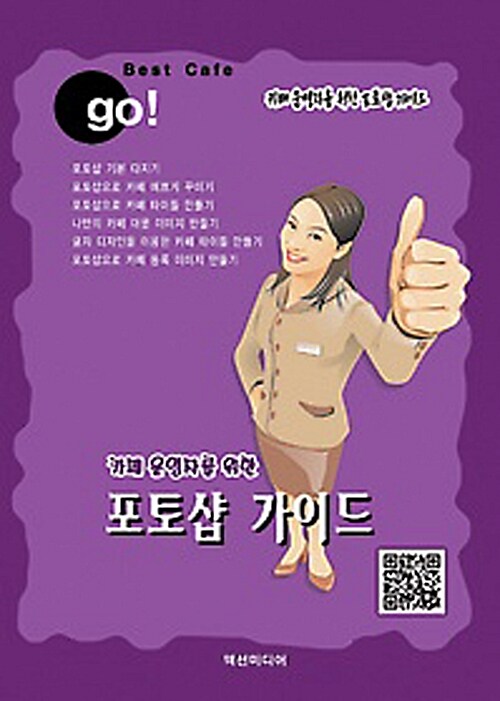 Best Cafe
go!
카페 운영자를 위한 포토샵 가이드
포토샵 기본 다지기
포토샵으로 카페 예쁘게 꾸미기
포토샵으로 카페 타이틀 만들기
나만의 카페 대문 이미지 만들기
글자 디자인을 이용한 카페 타이틀 만들기
포토샵으로 카페 등록 이미지 만들기
카페 운영자를 위한
포토샵 가이드
멕선미디어